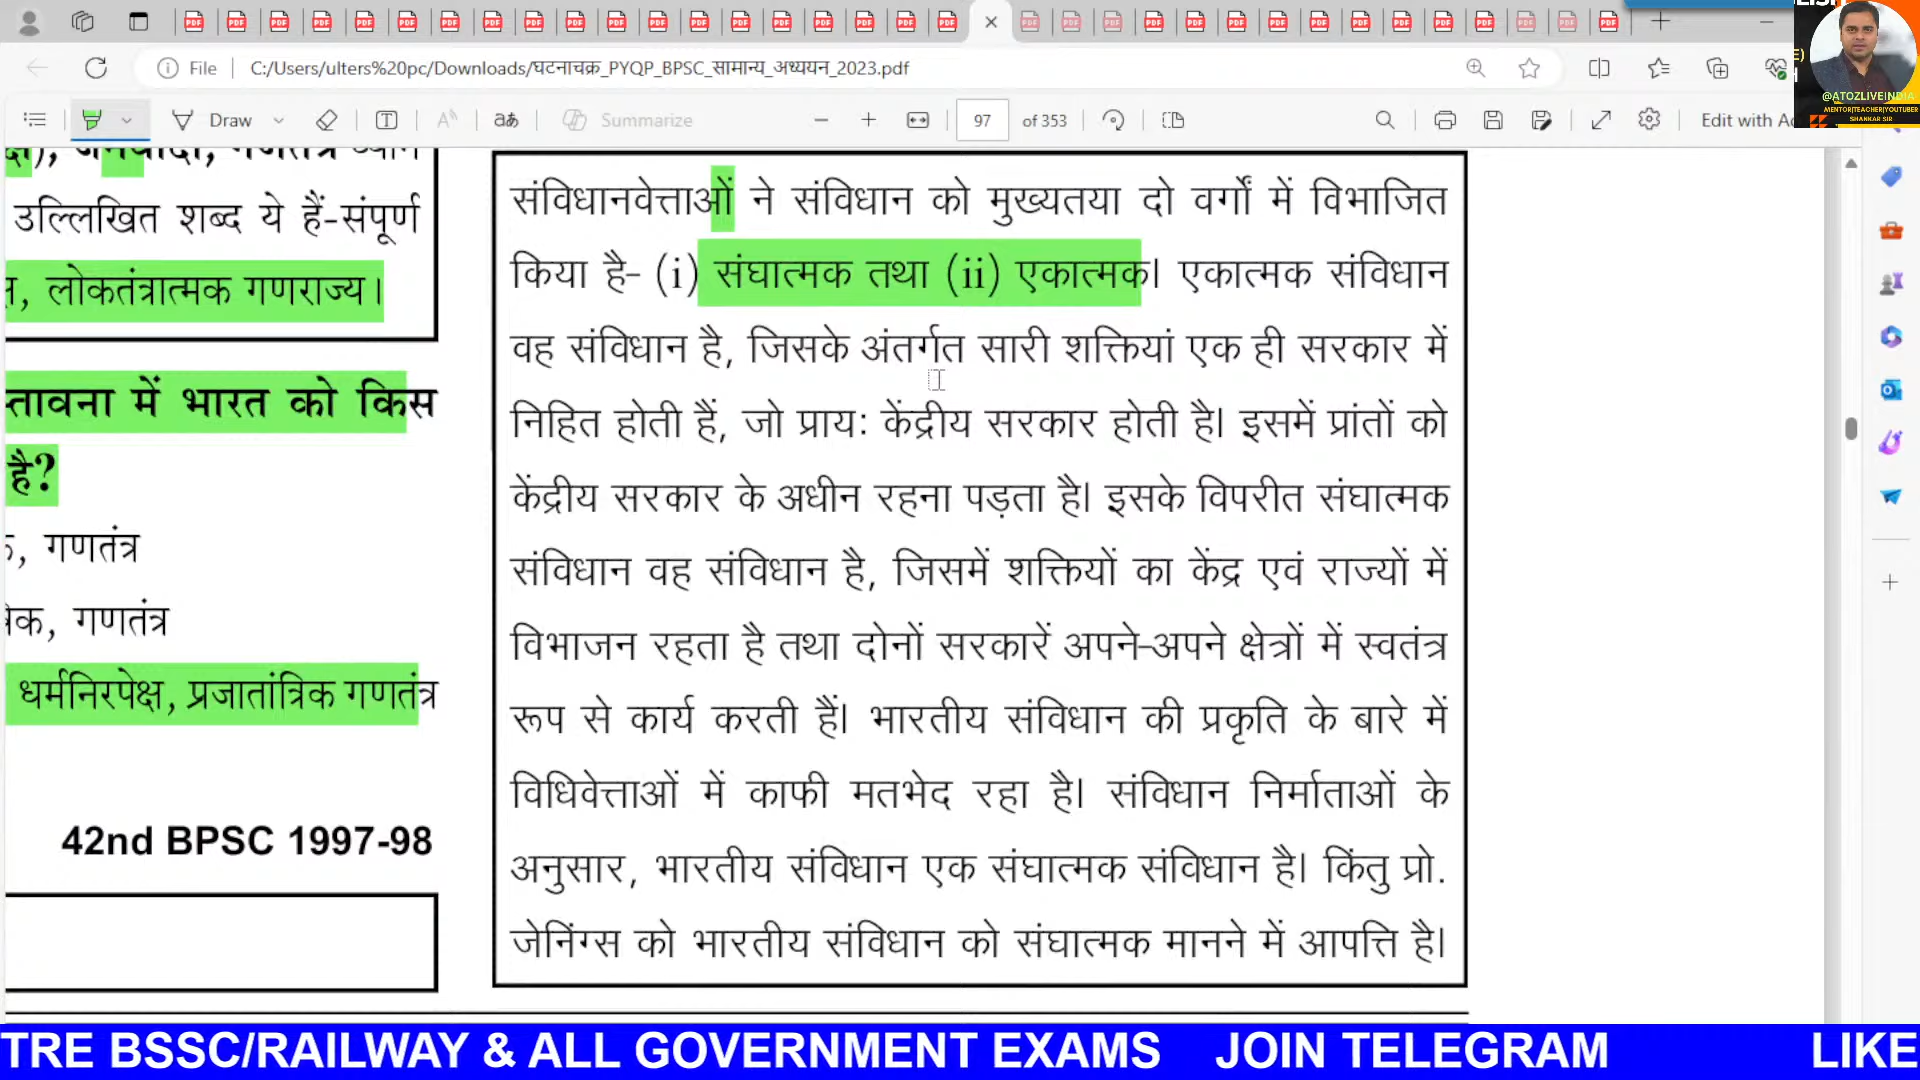 File C:/Users/ulters%20pc/Downloads/घटनाचक्र_PYQP_BPSC_सामान्य_अध्ययन_2023.pdf
Draw Summarize 97 of 353 Edit with
@ATOZLIVEINDIA
MENTOR|TEACHER|YOUTUBER
SHANKAR SIR
उल्लिखित शब्द ये हैं-संपूर्ण
लोकतंत्रात्मक गणराज्य।
में भारत को किस
है?
गणतंत्र
गणतंत्र
धर्मनिरपेक्ष, प्रजातांत्रिक गणतंत्र
42nd BPSC 1997-98
संविधानवेत्ताओं ने संविधान को मुख्यतया दो वर्गों में विभाजित
किया है- (i) संघात्मक तथा (ii) एकात्मक। एकात्मक संविधान
वह संविधान है, जिसके अंतर्गत सारी शक्तियां एक ही सरकार में
निहित होती हैं, जो प्रायः केंद्रीय सरकार होती है। इसमें प्रांतों को
केंद्रीय सरकार के अधीन रहना पड़ता है। इसके विपरीत संघात्मक
संविधान वह संविधान है, जिसमें शक्तियों का केंद्र एवं राज्यों में
विभाजन रहता है तथा दोनों सरकारें अपने-अपने क्षेत्रों में स्वतंत्र
रूप से कार्य करती हैं। भारतीय संविधान की प्रकृति के बारे में
विधिवेत्ताओं में काफी मतभेद रहा है। संविधान निर्माताओं के
अनुसार, भारतीय संविधान एक संघात्मक संविधान है। किंतु प्रो.
जेनिंग्स को भारतीय संविधान को संघात्मक मानने में आपत्ति है।
TRE BSSC/RAILWAY & ALL GOVERNMENT EXAMS JOIN TELEGRAM LIKE